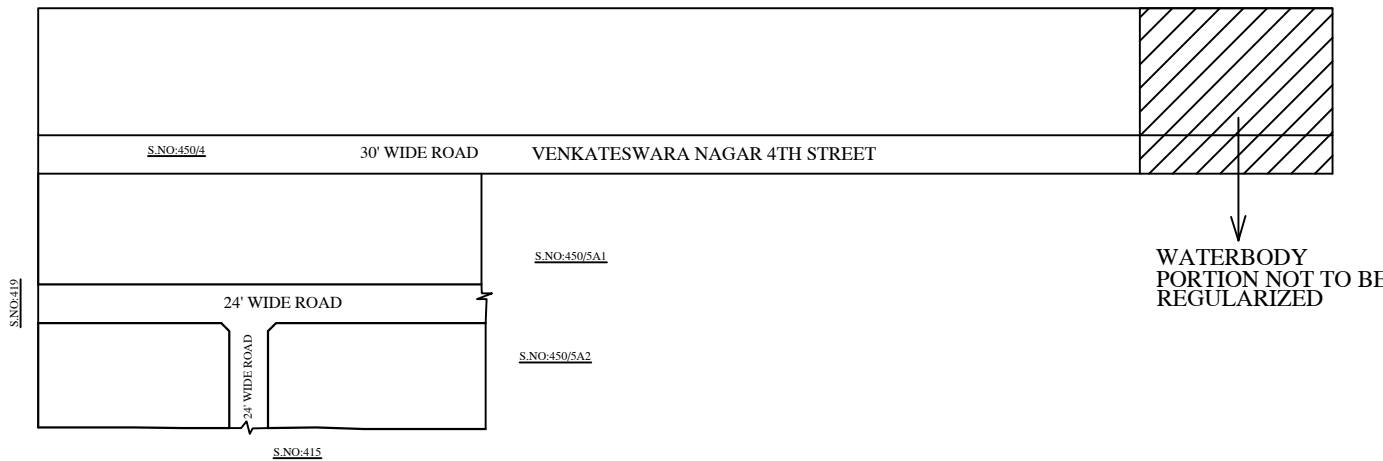 S.NO:450/4
30' WIDE ROAD
VENKATESWARA NAGAR 4TH STREET
S.NO:450/5A1
WATERBODY
PORTION NOT TO BE
REGULARIZED
S.NO:419
24' WIDE ROAD
24' WIDE ROAD
S.NO:450/5A2
S.NO:415